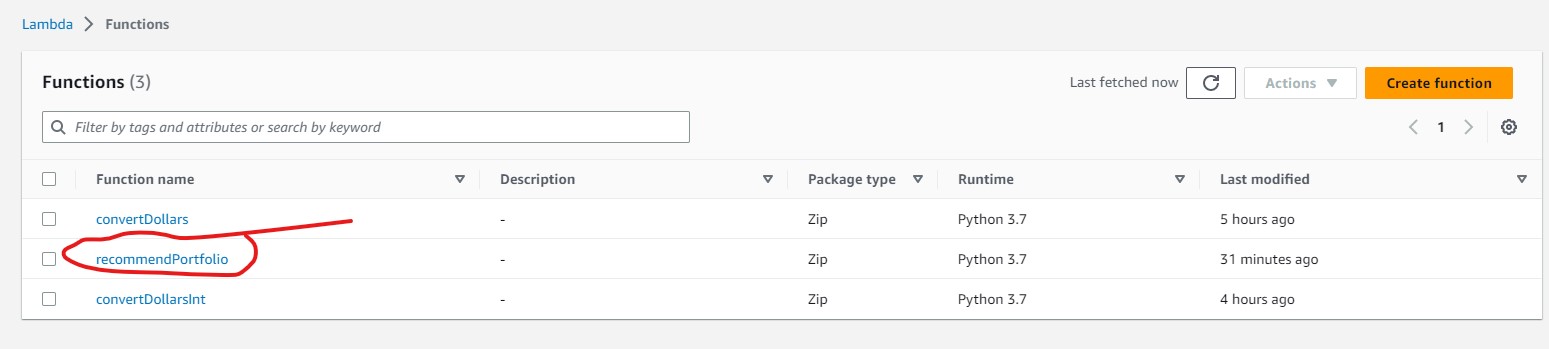 Lambda > Functions
Functions (3) Last fetched now Actions Create function
Filter by tags and attributes or search by keyword 1
Function name Description Package type Runtime Last modified
convertDollars - Zip Python 3.7 5 hours ago
recommendPortfolio - Zip Python 3.7 31 minutes ago
convertDollarsInt - Zip Python 3.7 4 hours ago